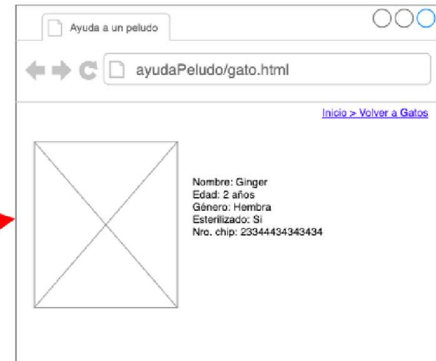 Ayuda a un peludo
ayudaPeludo/gato.html
Inicio > Volver a Gatos
Nombre: Ginger
Edad: 2 años
Género: Hembra
Esterilizado: Si
Nro. chip: 23344434343434